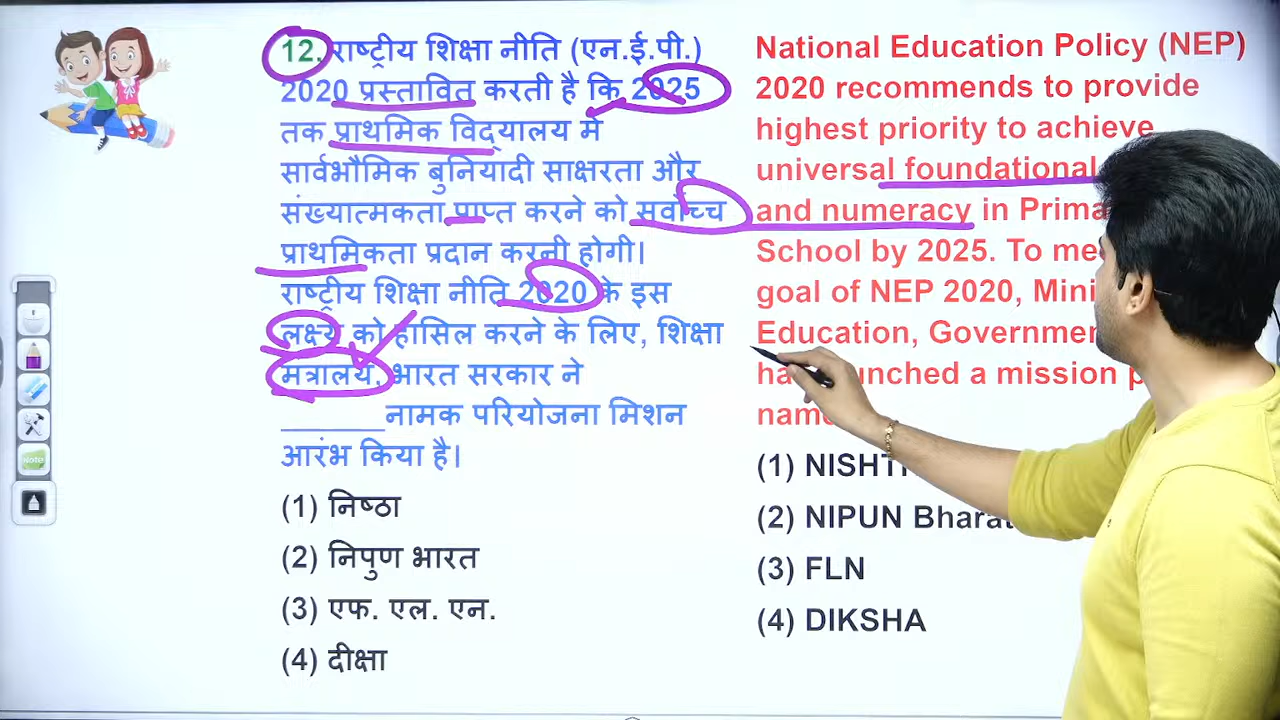 12. राष्ट्रीय शिक्षा नीति (एन.ई.पी.)
2020 प्रस्तावित करती है कि 2025
तक प्राथमिक विद्यालय में
सार्वभौमिक बुनियादी साक्षरता और
संख्यात्मकता प्राप्त करने को सर्वोच्च
प्राथमिकता प्रदान करनी होगी।
राष्ट्रीय शिक्षा नीति 2020 के इस
लक्ष्य को हासिल करने के लिए, शिक्षा
मंत्रालय, भारत सरकार ने
_______नामक परियोजना मिशन
आरंभ किया है।
(1) निष्ठा
(2) निपुण भारत
(3) एफ. एल. एन.
(4) दीक्षा
National Education Policy (NEP)
2020 recommends to provide
highest priority to achieve
universal foundational
and numeracy in
School by 2025. To
goal of NEP 2020,
Education,
a mission
(1)
(2) NIPUN Bharat
(3) FLN
(4) DIKSHA
Note